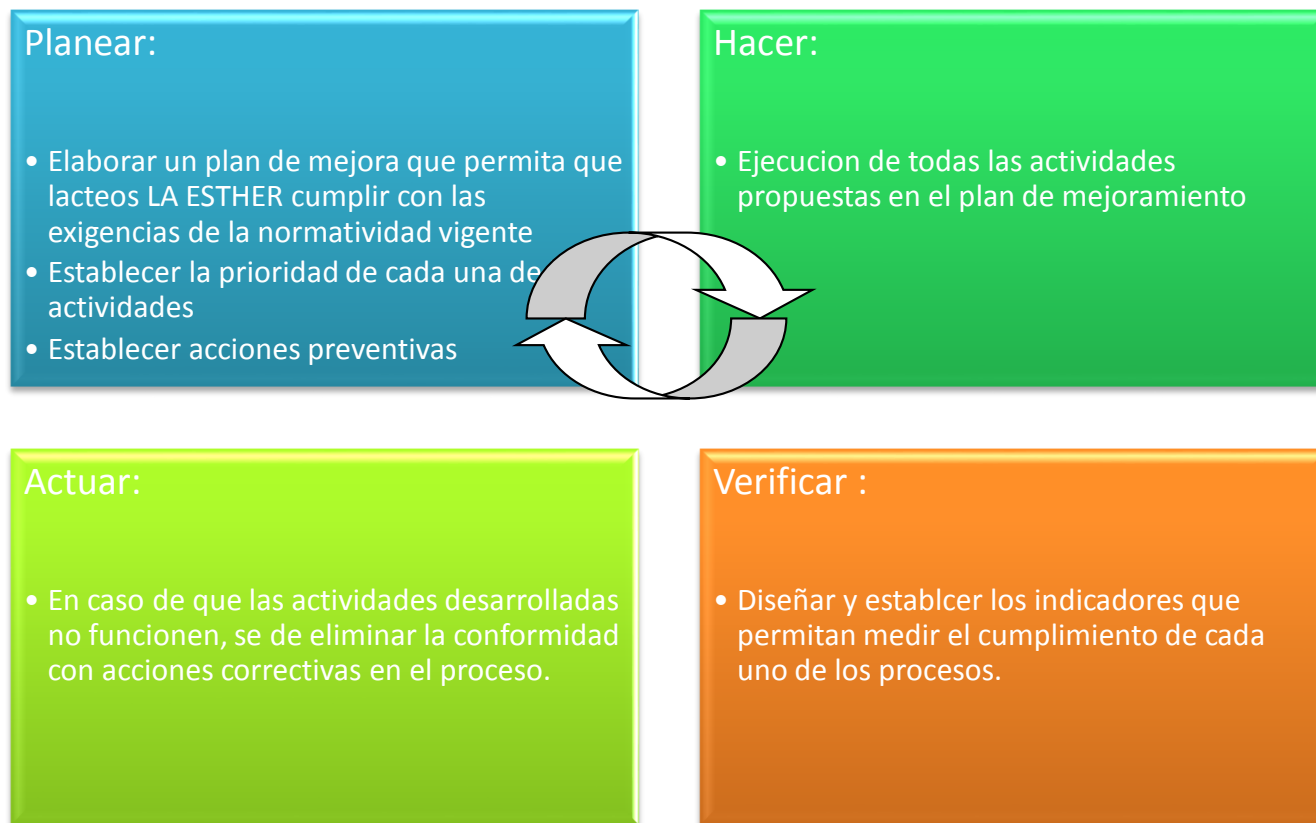 Planear:
• Elaborar un plan de mejora que permita que
lacteos LA ESTHER cumplir con las
exigencias de la normatividad vigente
• Establecer la prioridad de cada una de
actividades
• Establecer acciones preventivas
Hacer:
• Ejecucion de todas las actividades
propuestas en el plan de mejoramiento
Actuar:
• En caso de que las actividades desarrolladas
no funcionen, se de eliminar la conformidad
con acciones correctivas en el proceso.
Verificar :
• Diseñar y establcer los indicadores que
permitan medir el cumplimiento de cada
uno de los procesos.